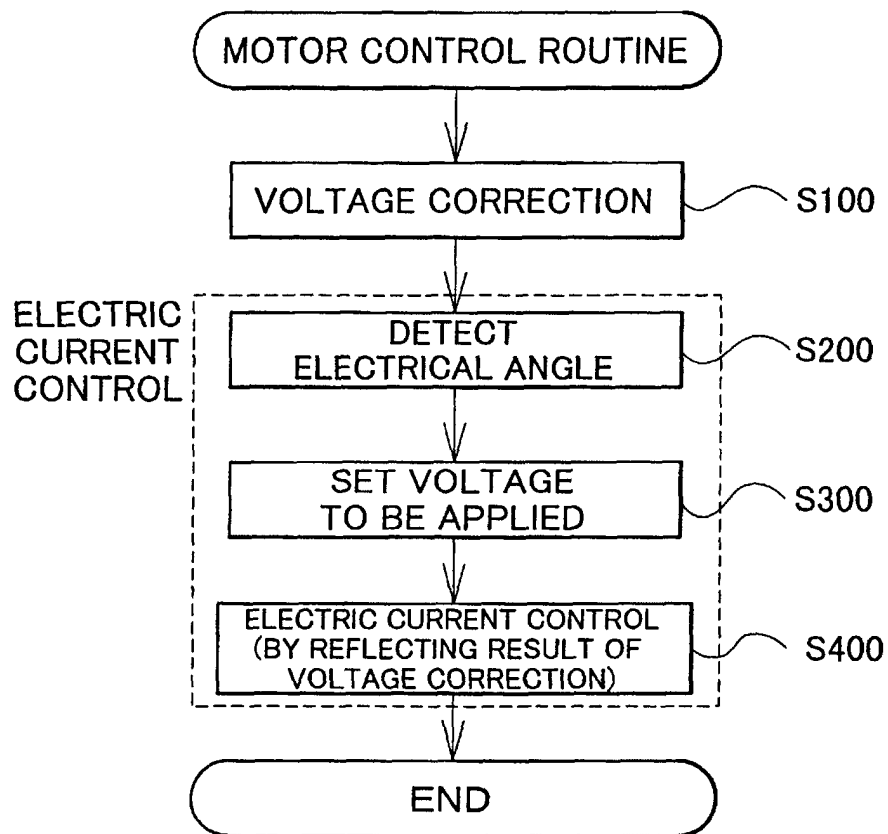 MOTOR CONTROL ROUTINE
VOLTAGE CORRECTION
S100
ELECTRIC
CURRENT
CONTROL
DETECT
ELECTRICAL ANGLE
S200
SET VOLTAGE
TO BE APPLIED
S300
ELECTRIC CURRENT CONTROL
(BY REFLECTING RESULT OF
VOLTAGE CORRECTION)
S400
END